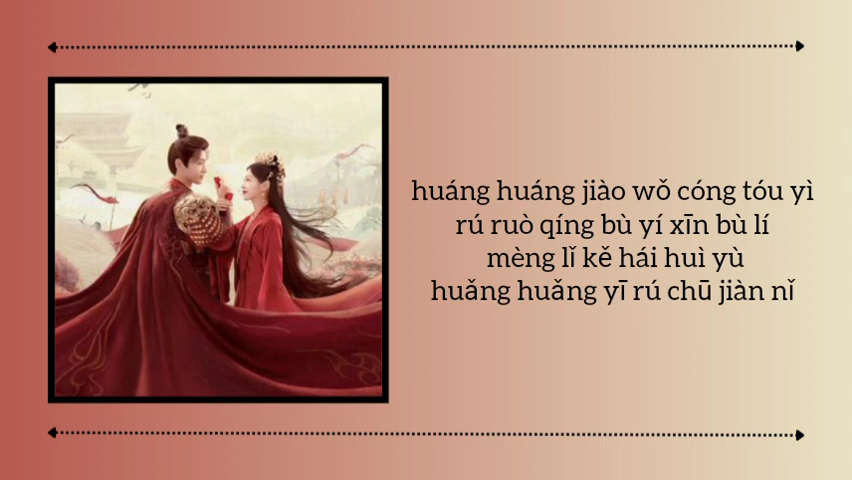 huáng huáng jiào wǒ cóng tóu yì
rú ruò qíng bù yí xīn bù lí
mèng lǐ kě hái huì yù
huǎng huǎng yī rú chū jiàn nǐ